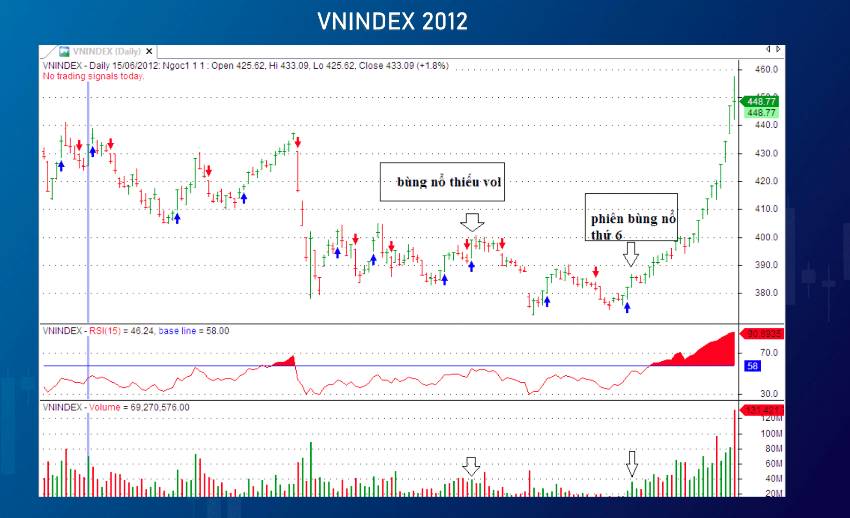 VNINDEX 2012
VNINDEX (Daily)
VNINDEX - Daily 15/06/2012: Ngoc1 1 1 : Open 425.62, Hi 433.09, Lo 425.62, Close 433.09 (+1.8%)
No trading signals today.
460.0
450.0
448.77
448.77
440.0
430.0
420.0
410.0
400.0
390.0
380.0
bùng nổ thiếu vol
phiên bùng nổ
thứ 6
VNINDEX - RSI(15) = 46.24, base line = 58.00
70.0
58
30.0
VNINDEX - Volume = 69,270,576.00
120M
100M
80M
60M
40M
20M